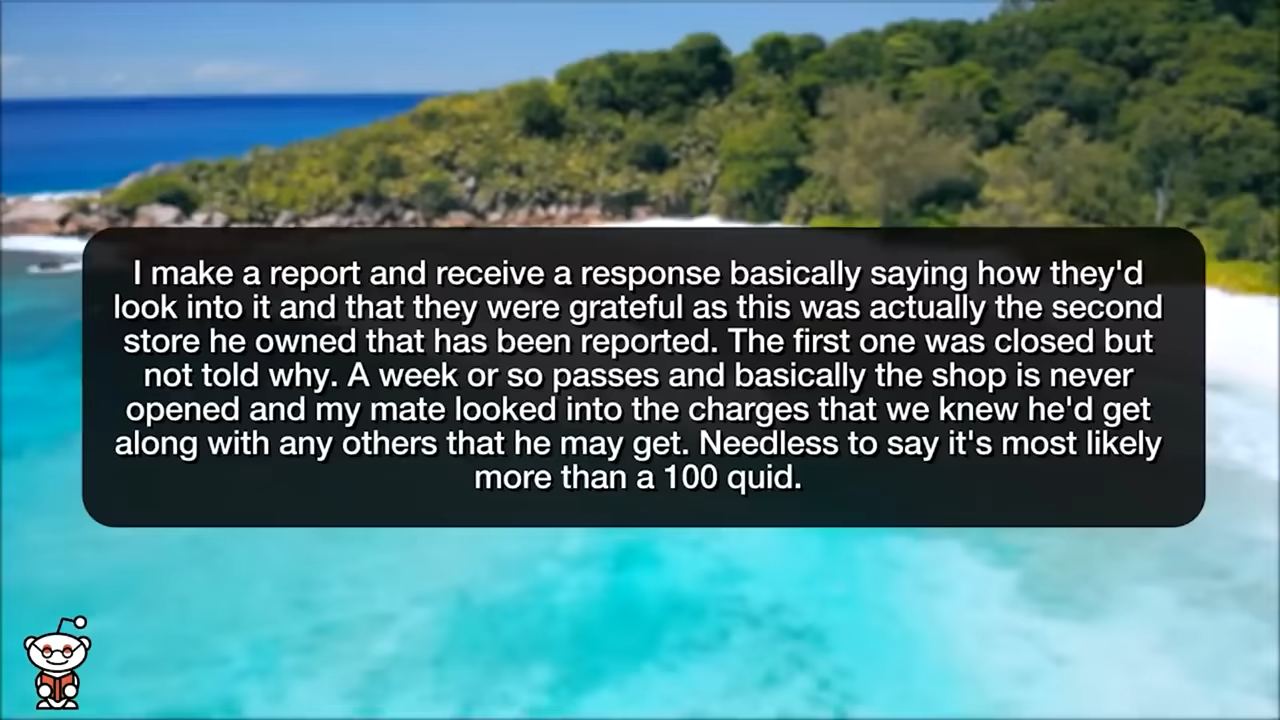 I make a report and receive a response basically saying how they'd
look into it and that they were grateful as this was actually the second
store he owned that has been reported. The first one was closed but
not told why. A week or so passes and basically the shop is never
opened and my mate looked into the charges that we knew he'd get
along with any others that he may get. Needless to say it's most likely
more than a 100 quid.